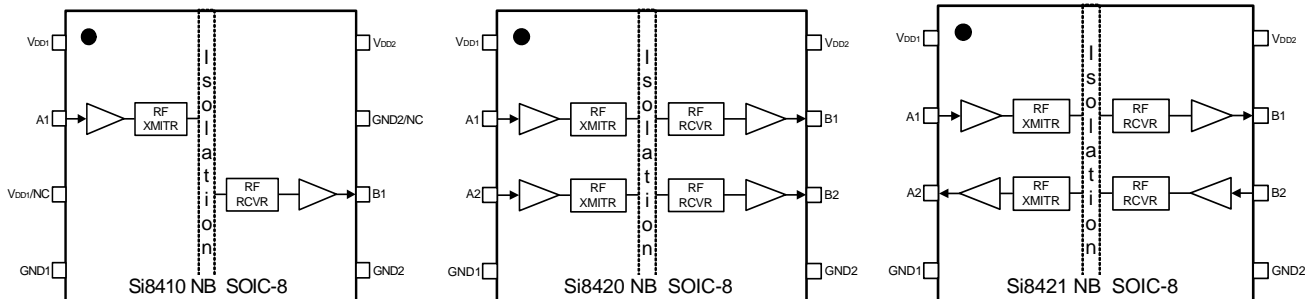 VDD1
Isolation
VDD2
A1
RF
XMITR
GND2/NC
VDD1/NC
RF
RCVR
B1
GND1
GND2
Si8410 NB SOIC-8
VDD1
Isolation
VDD2
A1
RF
XMITR
RF
RCVR
B1
A2
RF
XMITR
RF
RCVR
B2
GND1
GND2
Si8420 NB SOIC-8
VDD1
Isolation
VDD2
A1
RF
XMITR
RF
RCVR
B1
A2
RF
XMITR
RF
RCVR
B2
GND1
GND2
Si8421 NB SOIC-8